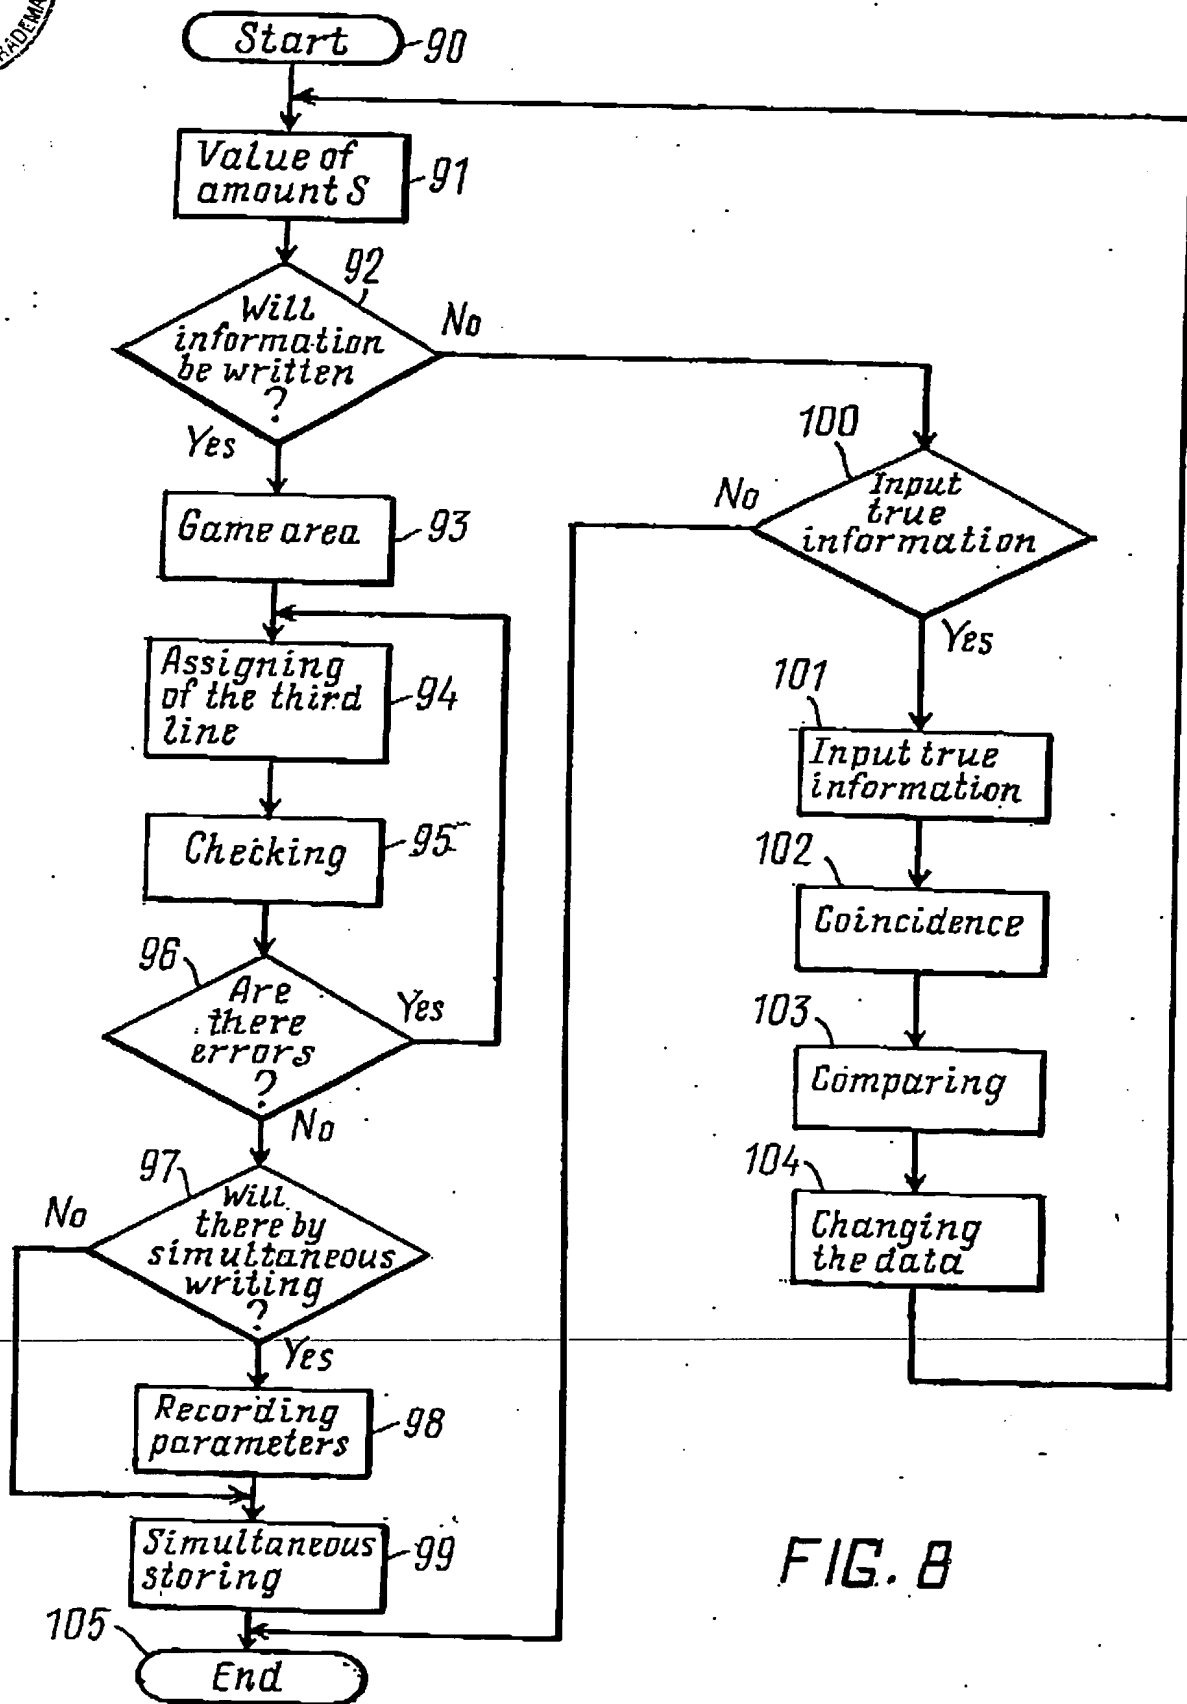 RADEMA
Start
90
Value of
amount S
91
92
Will
information
be written
?
No
Yes
100
Input
true
information
No
Yes
Game area
93
Assigning
of the third
line
94
101
Input true
information
Checking
95
102
Coincidence
96
Are
there
errors
?
Yes
No
103
Comparing
97
Will
there by
simultaneous
writing
?
No
Yes
104
Changing
the data
Recording
parameters
98
Simultaneous
storing
99
105
End
FIG. 8